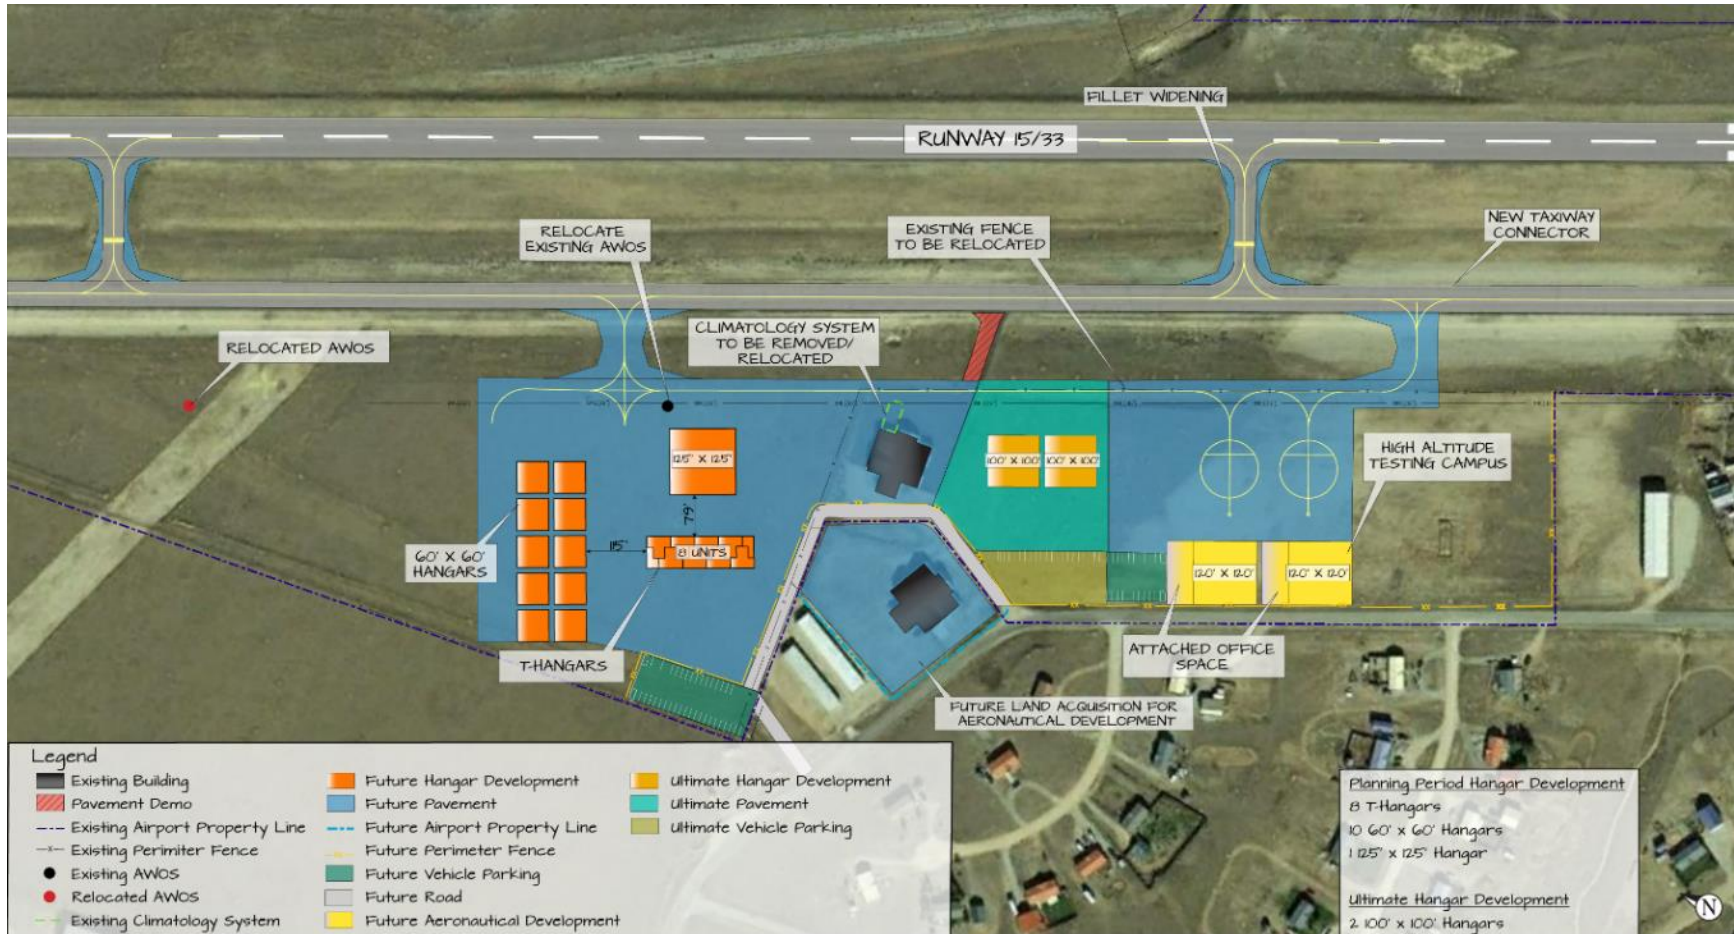 FILLET WIDENING
RUNWAY 15/33
RELOCATE
EXISTING AWOS
EXISTING FENCE
TO BE RELOCATED
NEW TAXIWAY
CONNECTOR
RELOCATED AWOS
CLIMATOLOGY SYSTEM
TO BE REMOVED/
RELOCATED
125' X 125'
100' X 100'
100' X 100'
HIGH ALTITUDE
TESTING CAMPUS
79'
115'
8 UNITS
60' X 60'
HANGARS
120' X 120'
120' X 120'
T-HANGARS
ATTACHED OFFICE
SPACE
FUTURE LAND ACQUISITION FOR
AERONAUTICAL DEVELOPMENT
Legend
Existing Building
Pavement Demo
Existing Airport Property Line
Existing Perimiter Fence
Existing AWOS
Relocated AWOS
Existing Climatology System
Future Hangar Development
Future Pavement
Future Airport Property Line
Future Perimeter Fence
Future Vehicle Parking
Future Road
Future Aeronautical Development
Ultimate Hangar Development
Ultimate Pavement
Ultimate Vehicle Parking
Planning Period Hangar Development
8 T-Hangars
10 60' x 60' Hangars
1 125' x 125' Hangar
Ultimate Hangar Development
2 100' x 100' Hangars
N